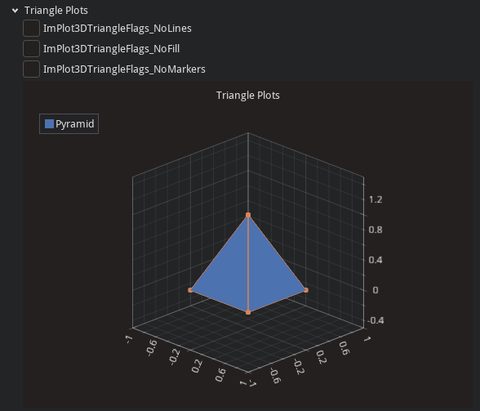 Triangle Plots
ImPlot3DTriangleFlags_NoLines
ImPlot3DTriangleFlags_NoFill
ImPlot3DTriangleFlags_NoMarkers
Triangle Plots
Pyramid
1.2
0.8
0.4
0
-0.4
-1
-0.6
-0.2
0.2
0.6
1
-1
-0.6
-0.2
0.2
0.6
1